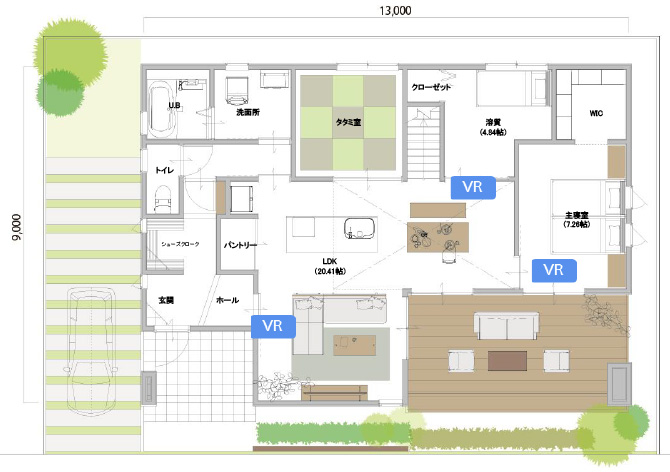 13,000
9,000
U.B
洗面所
タタミ室
クローゼット
溶質
(4.84帖)
WIC
トイレ
VR
主寝室
(7.26帖)
シューズクローク
パントリー
LDK
(20.41帖)
VR
玄関
ホール
VR